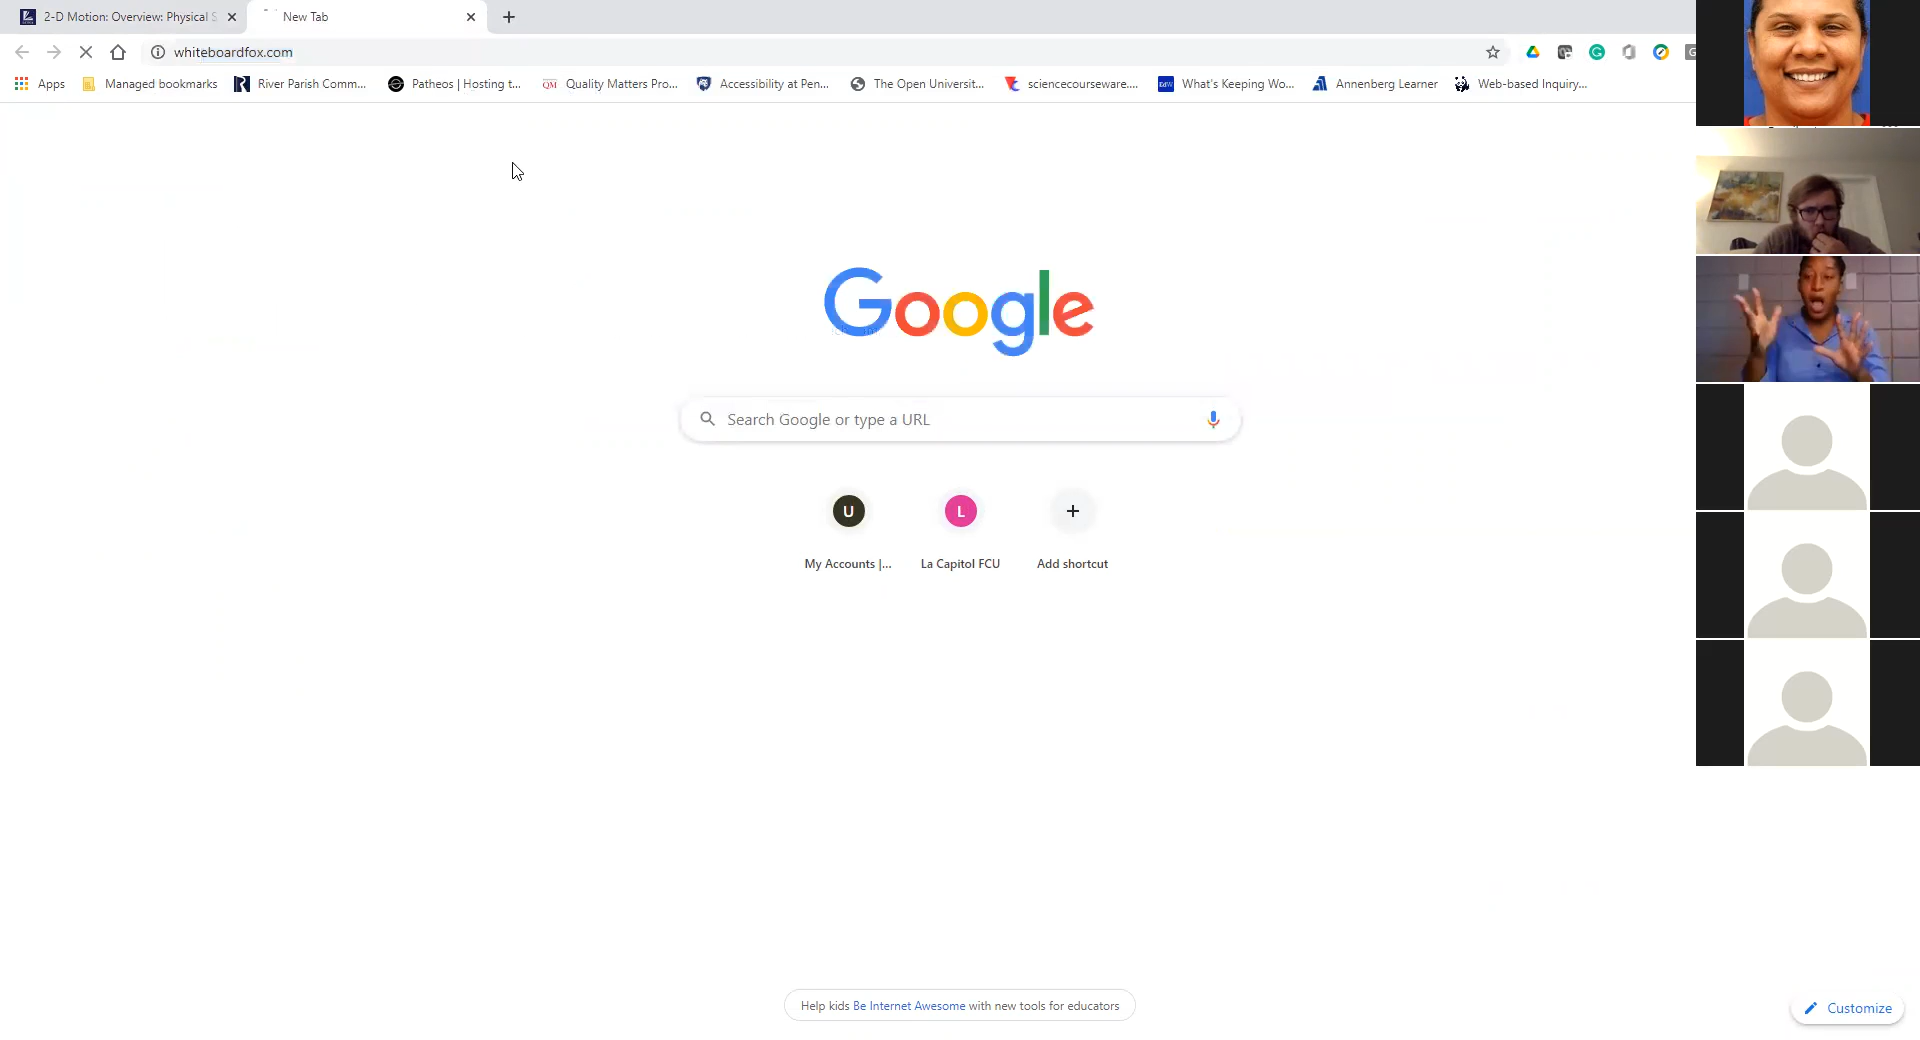 2-D Motion: Overview: Physical S
New Tab
whiteboardfox.com
G
Apps
Managed bookmarks
River Parish Comm...
Patheos | Hosting t...
QM
Quality Matters Pro...
Accessibility at Pen...
The Open Universit...
sciencecourseware....
EdW
What's Keeping Wo...
Annenberg Learner
Web-based Inquiry...
Google
Search Google or type a URL
U
L
My Accounts |...
La Capitol FCU
Add shortcut
Help kids Be Internet Awesome with new tools for educators
Customize